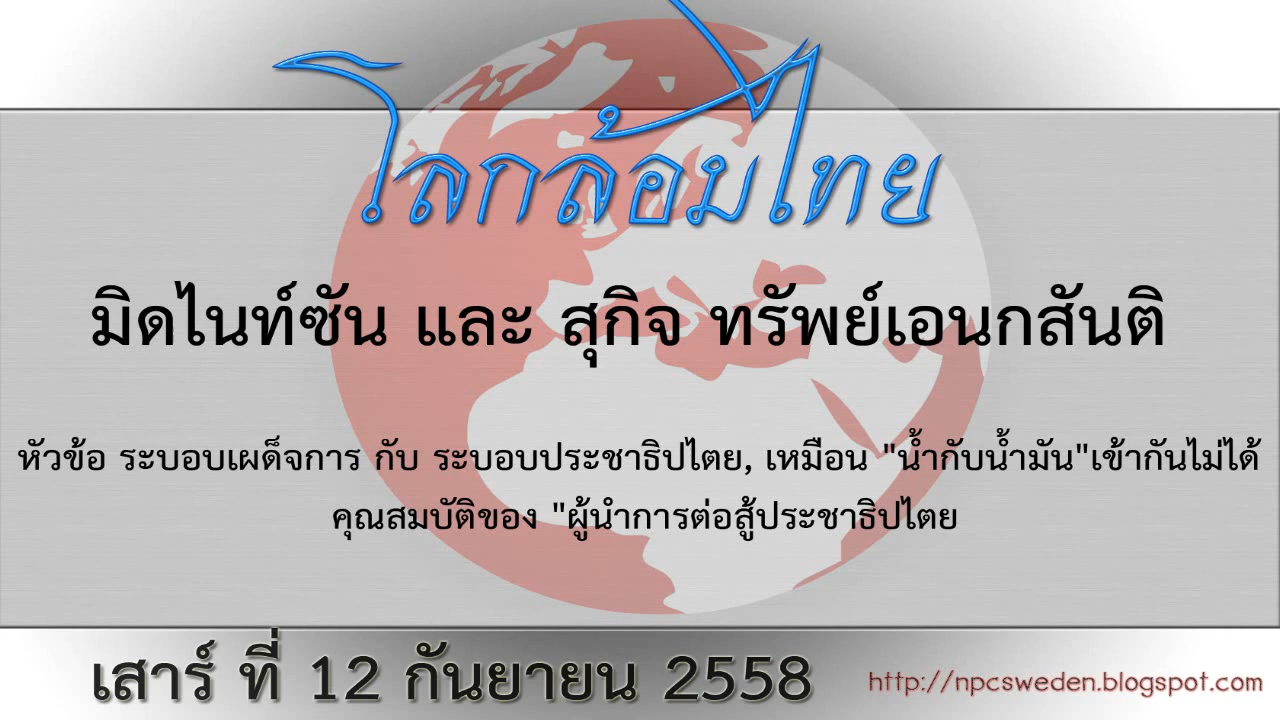 โลกล้อมไทย
มิดไนท์ซัน และ สุกิจ ทรัพย์เอนกสันติ
หัวข้อ ระบอบเผด็จการ กับ ระบอบประชาธิปไตย, เหมือน "น้ำกับน้ำมัน"เข้ากันไม่ได้
คุณสมบัติของ "ผู้นำการต่อสู้ประชาธิปไตย
เสาร์ ที่ 12 กันยายน 2558
http://npcsweden.blogspot.com